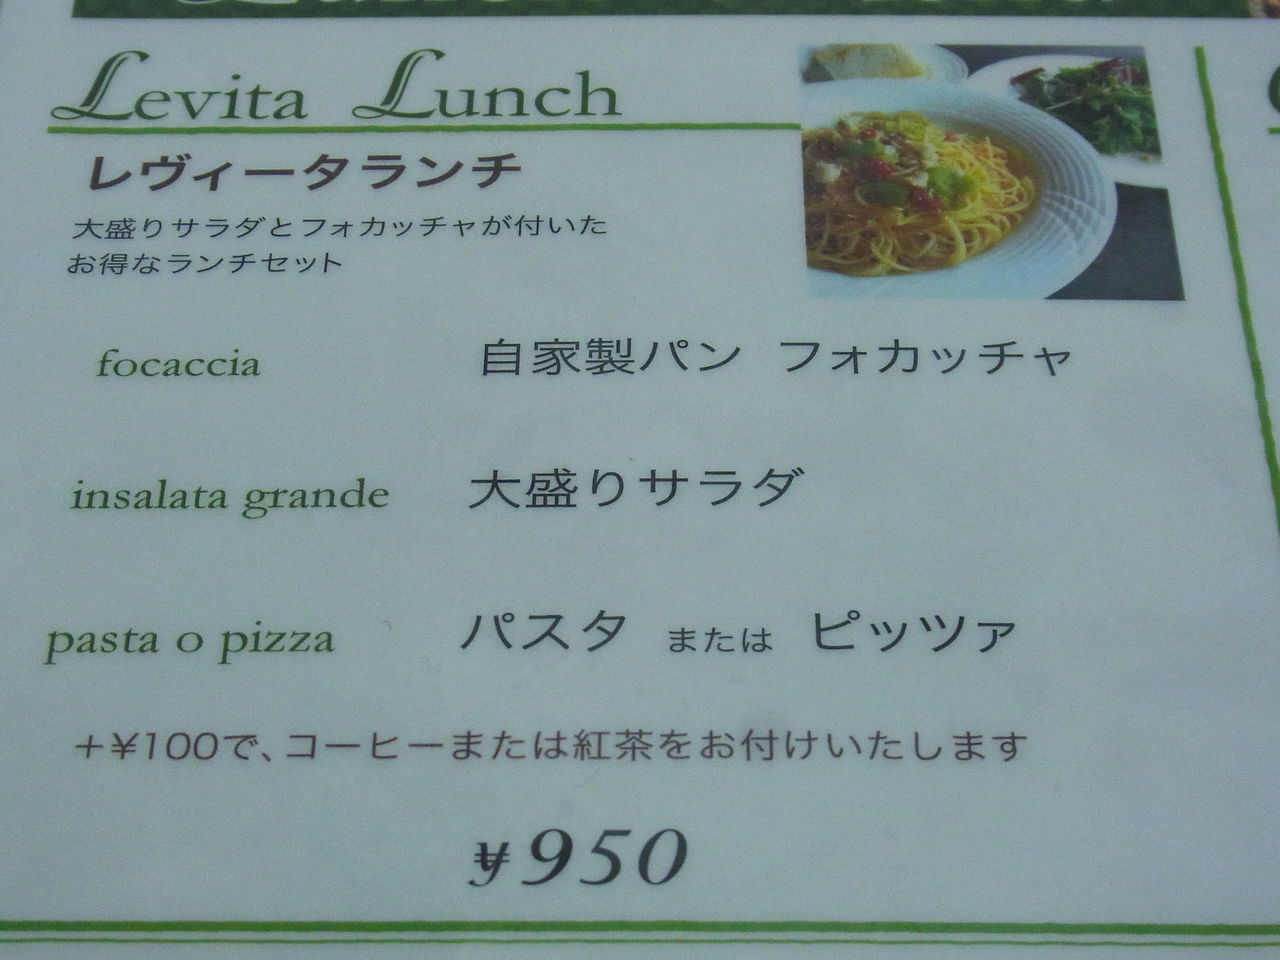 Levita Lunch
レヴィータランチ
大盛りサラダとフォカッチャが付いた
お得なランチセット
focaccia 自家製パン フォカッチャ
insalata grande 大盛りサラダ
pasta o pizza パスタ または ピッツァ
+¥100で、コーヒーまたは紅茶をお付けいたします
¥950